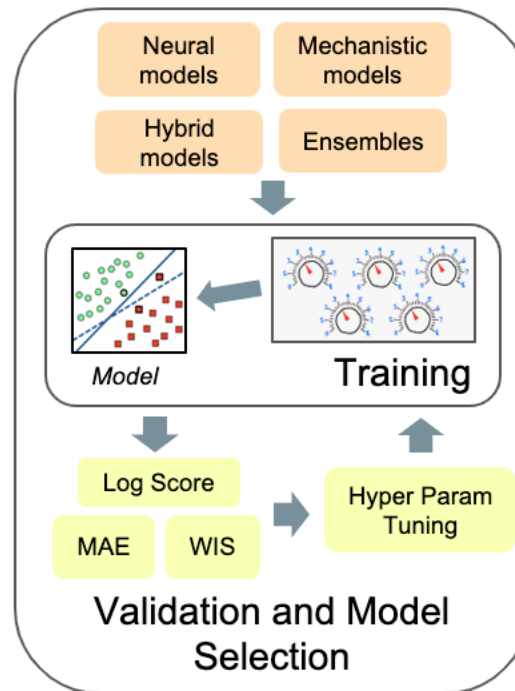 Neural
models
Mechanistic
models
Hybrid
models
Ensembles
Model
Training
Log Score
MAE
WIS
Hyper Param
Tuning
Validation and Model
Selection